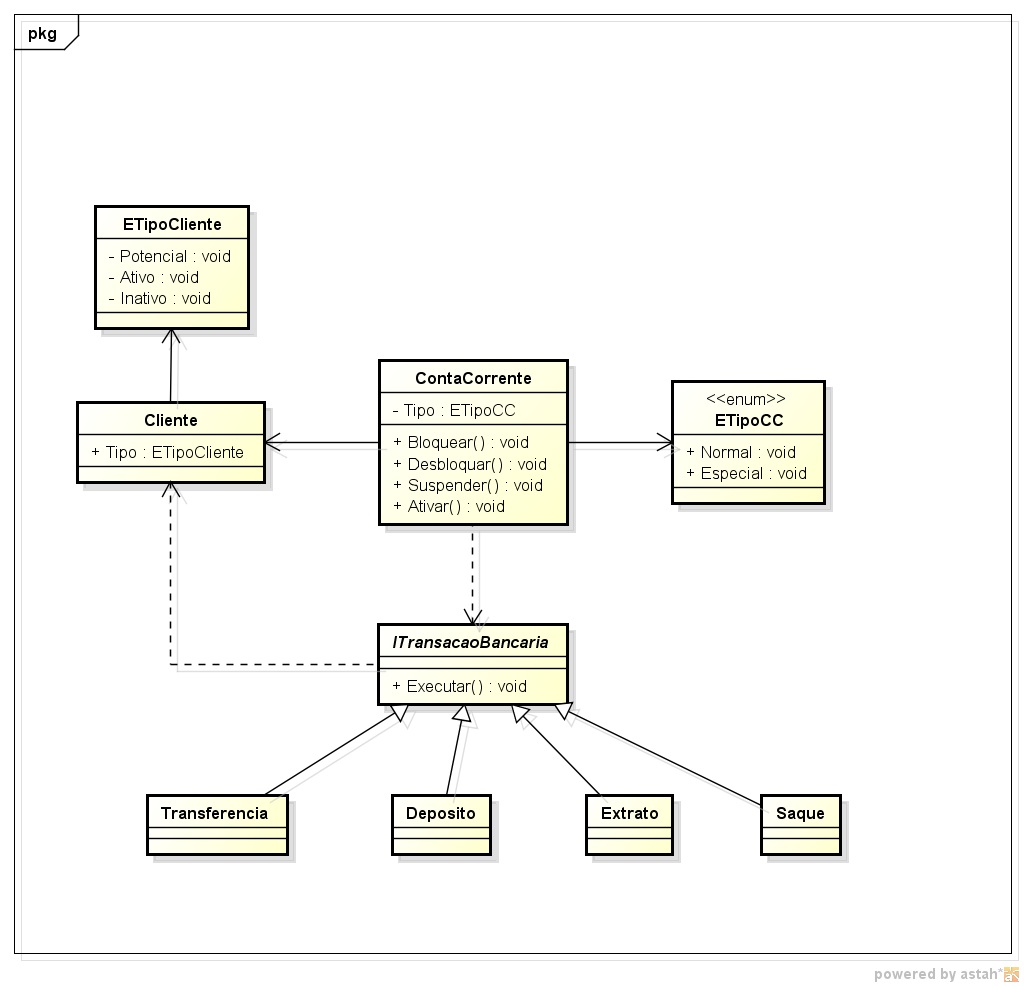 pkg
ETipoCliente
- Potencial : void
- Ativo : void
- Inativo : void
Cliente
+ Tipo : ETipoCliente
ContaCorrente
- Tipo : ETipoCC
+ Bloquear() : void
+ Desbloquar() : void
+ Suspender() : void
+ Ativar() : void
<<enum>>
ETipoCC
+ Normal : void
+ Especial : void
ITransacaoBancaria
+ Executar() : void
Transferencia
Deposito
Extrato
Saque
powered by astah*